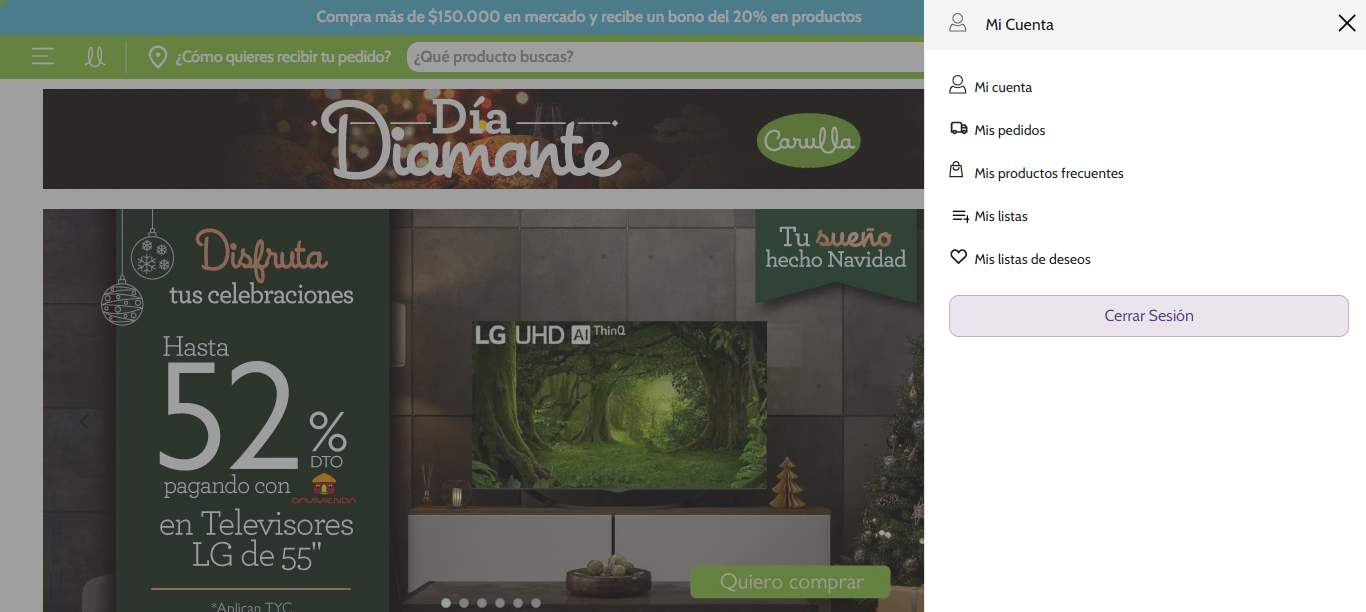 Compra más de $150.000 en mercado y recibe un bono del 20% en productos
¿Cómo quieres recibir tu pedido?
¿Qué producto buscas?
Día
Diamante
Carulla
Disfruta
tus celebraciones
Hasta
52%
DTO
pagando con
DAVIVIENDA
en Televisores
LG de 55"
*Aplican TYC
Tu sueño
hecho Navidad
LG UHD AI ThinQ
Quiero comprar
Mi Cuenta
Mi cuenta
Mis pedidos
Mis productos frecuentes
Mis listas
Mis listas de deseos
Cerrar Sesión